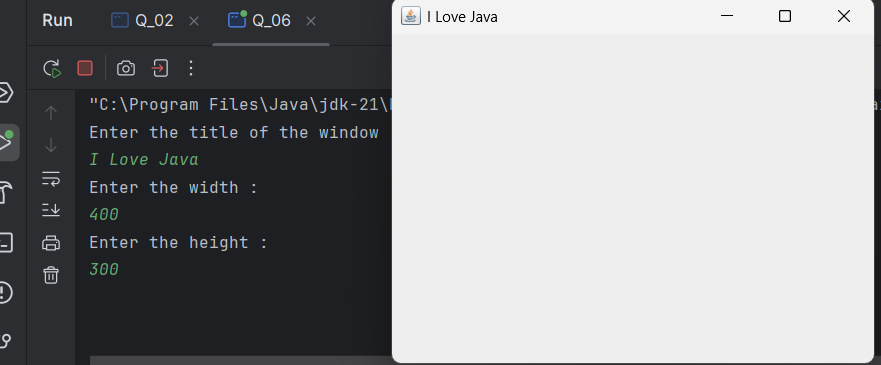 Run Q_02 Q_06
I Love Java
"C:\Program Files\Java\jdk-21\
Enter the title of the window
I Love Java
Enter the width :
400
Enter the height :
300